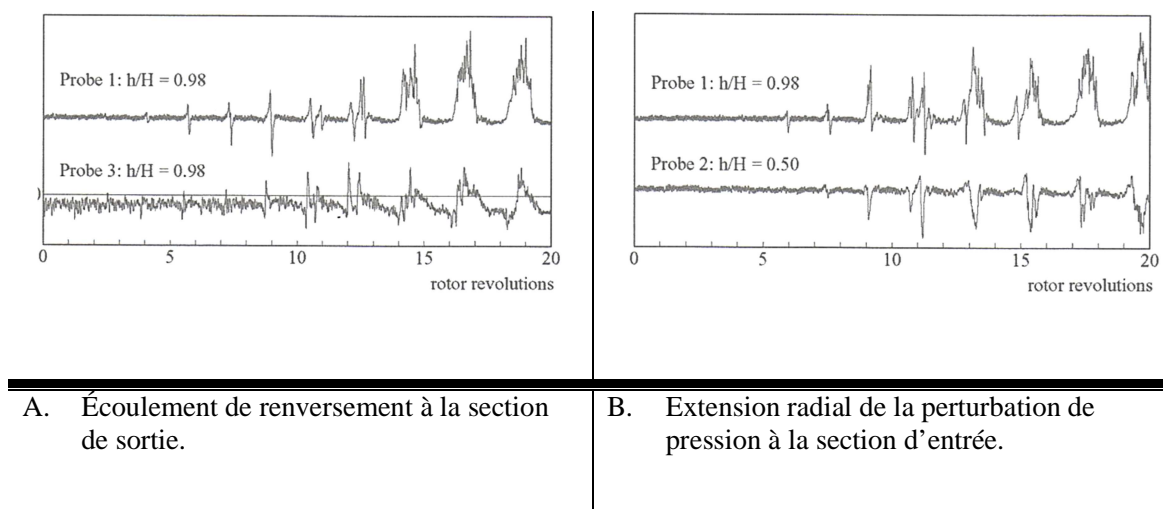 Probe 1: h/H = 0.98
Probe 3: h/H = 0.98
0 5 10 15 20
rotor revolutions
Probe 1: h/H = 0.98
Probe 2: h/H = 0.50
0 5 10 15 20
rotor revolutions
A. Écoulement de renversement à la section
de sortie.
B. Extension radial de la perturbation de
pression à la section d'entrée.